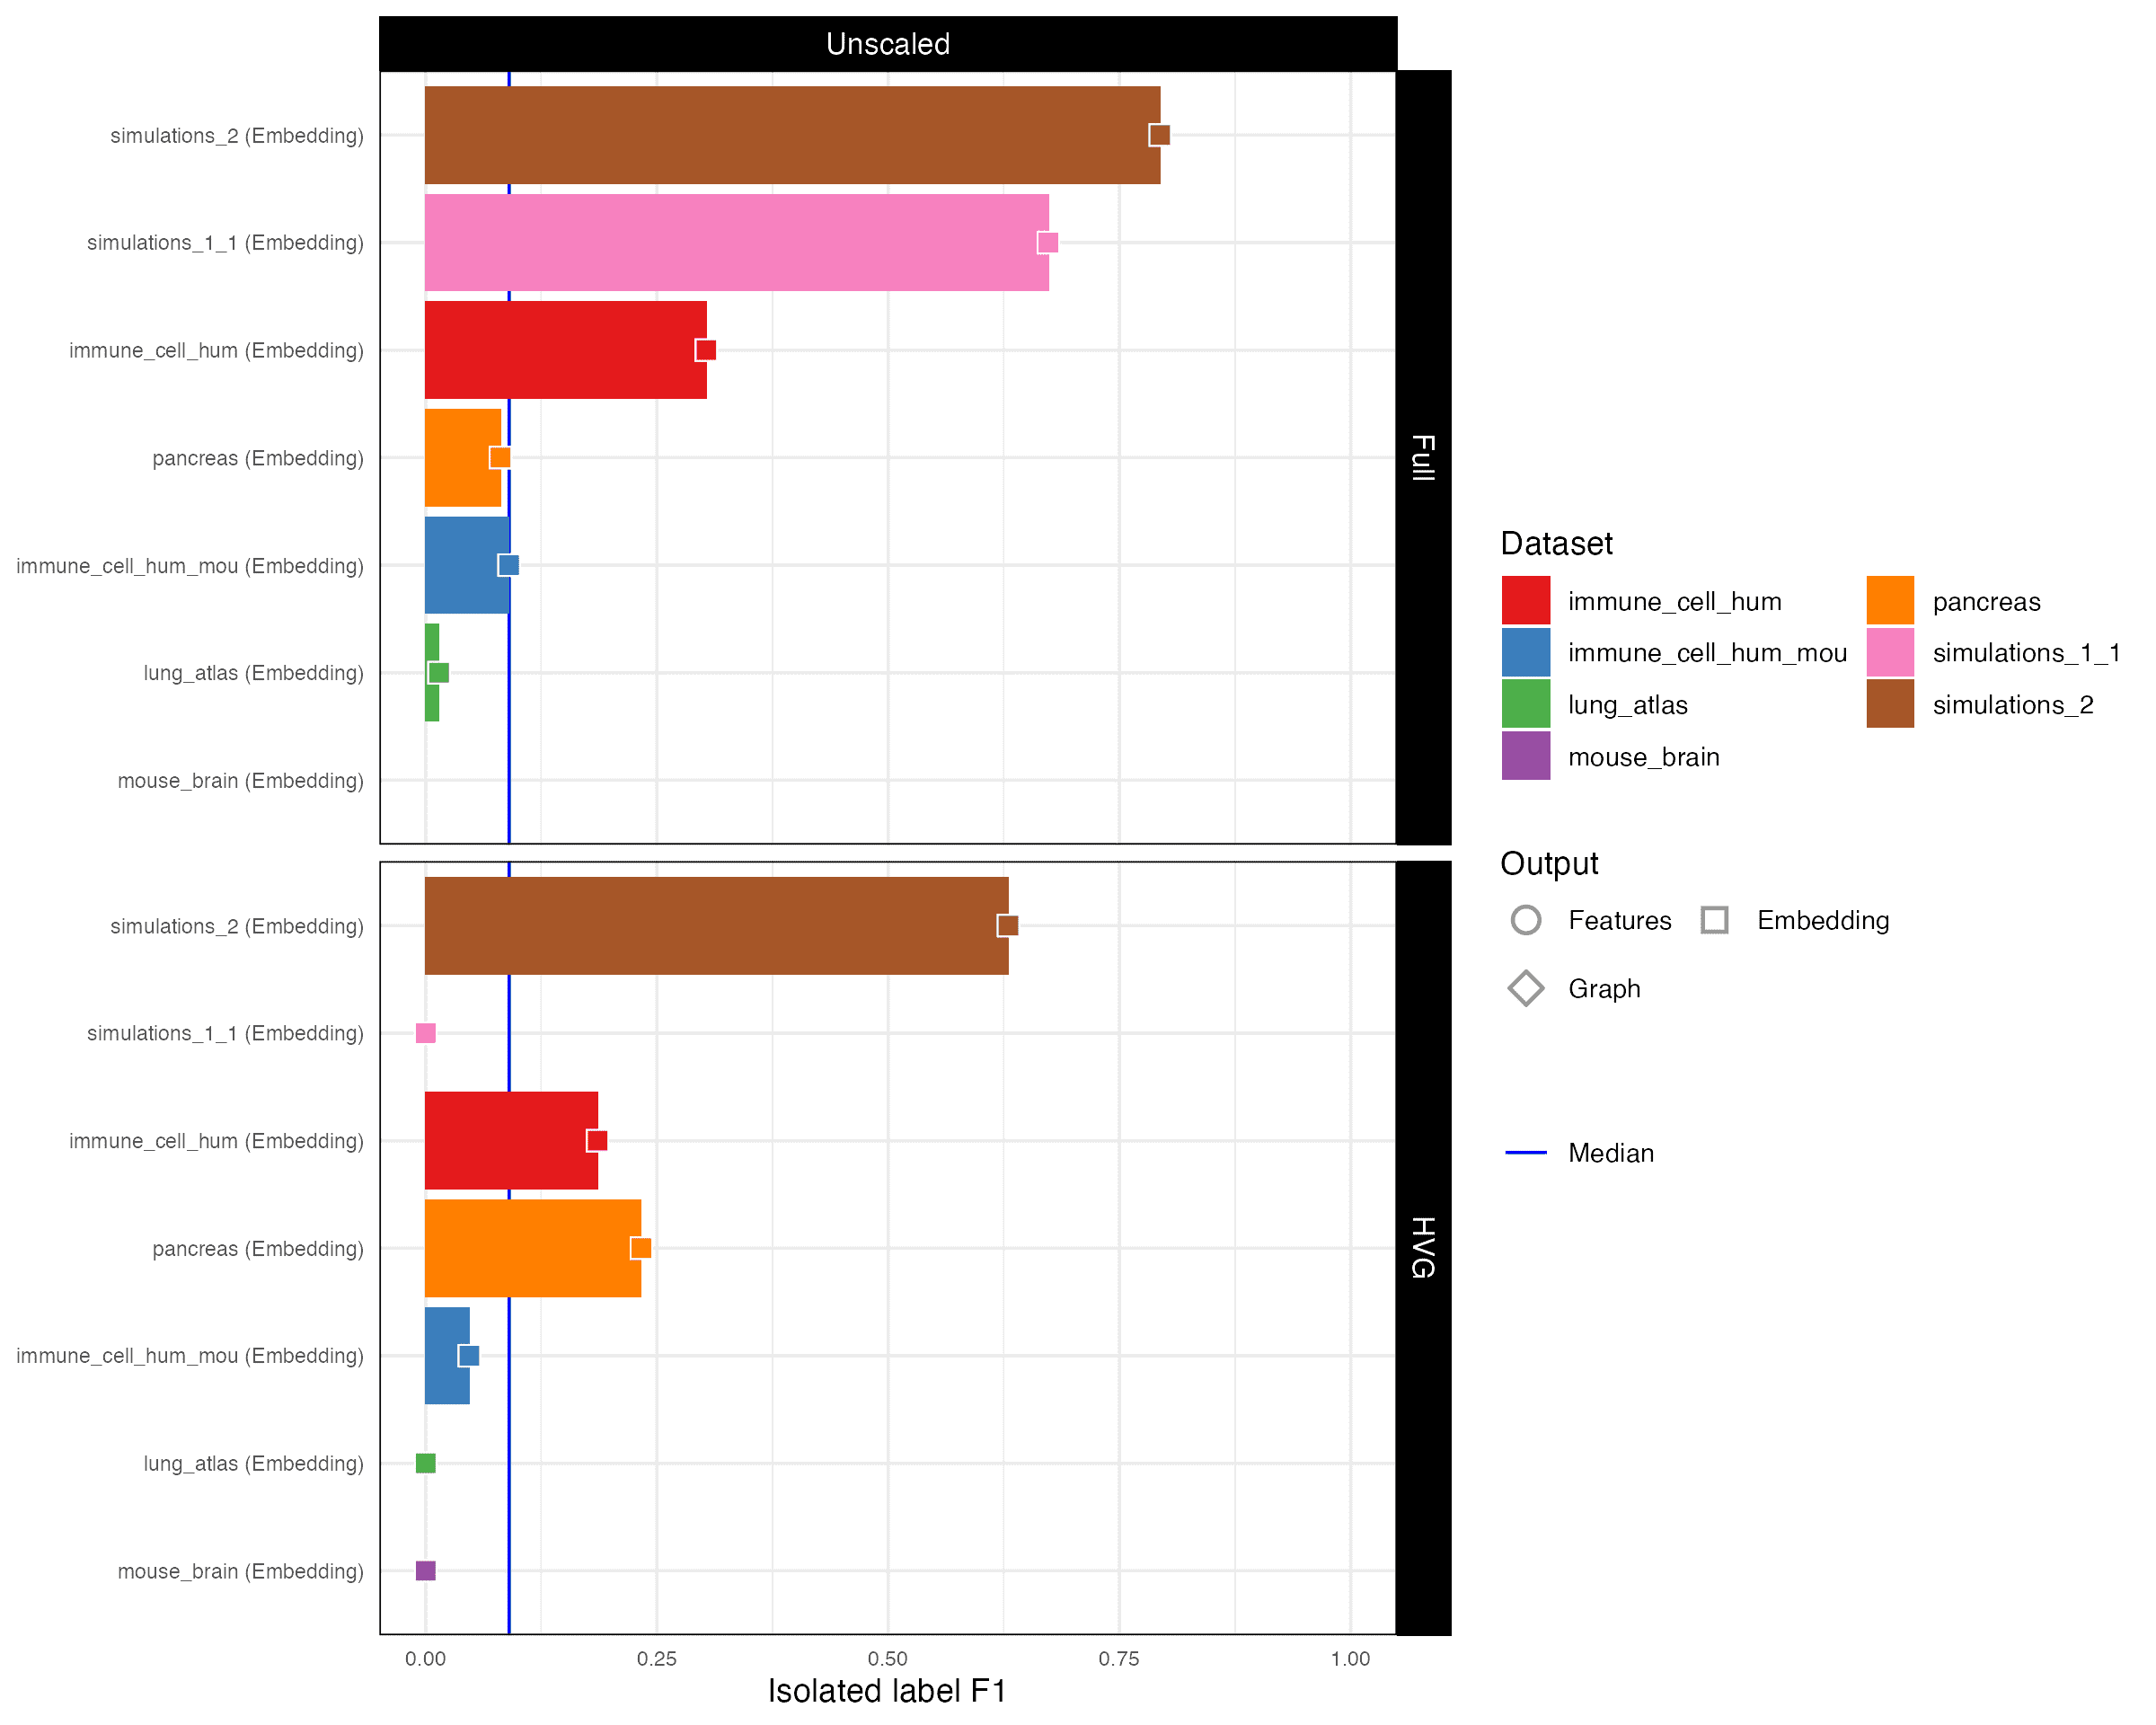 Unscaled
simulations_2 (Embedding)
simulations_1_1 (Embedding)
immune_cell_hum (Embedding)
pancreas (Embedding)
immune_cell_hum_mou (Embedding)
lung_atlas (Embedding)
mouse_brain (Embedding)
Full
simulations_2 (Embedding)
simulations_1_1 (Embedding)
immune_cell_hum (Embedding)
pancreas (Embedding)
immune_cell_hum_mou (Embedding)
lung_atlas (Embedding)
mouse_brain (Embedding)
HVG
0.00 0.25 0.50 0.75 1.00
Isolated label F1
Dataset
immune_cell_hum pancreas
immune_cell_hum_mou simulations_1_1
lung_atlas simulations_2
mouse_brain
Output
Features Embedding
Graph
Median